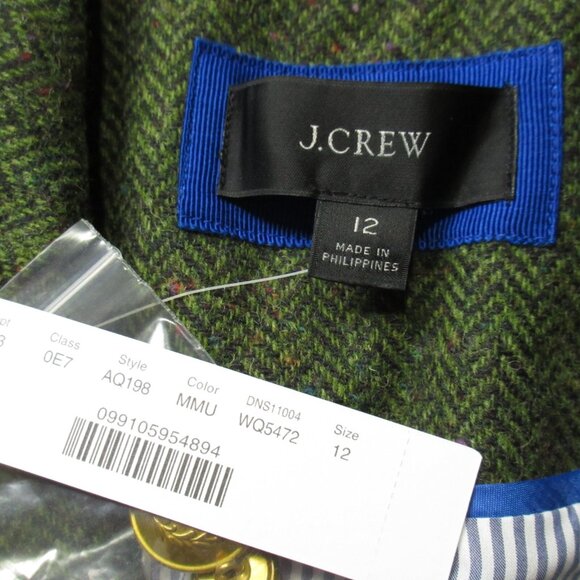 J.CREW
12
MADE IN
PHILIPPINES
Class
0E7
Style
AQ198
Color
MMU
DNS11004
WQ5472
Size
12
099105954894